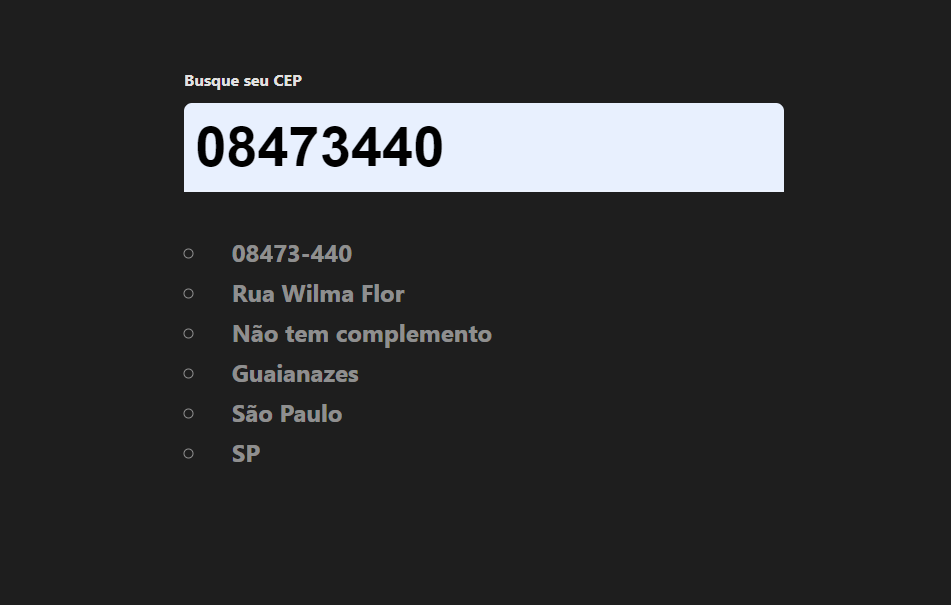 Busque seu CEP
08473440
08473-440
Rua Wilma Flor
Não tem complemento
Guaianazes
São Paulo
SP